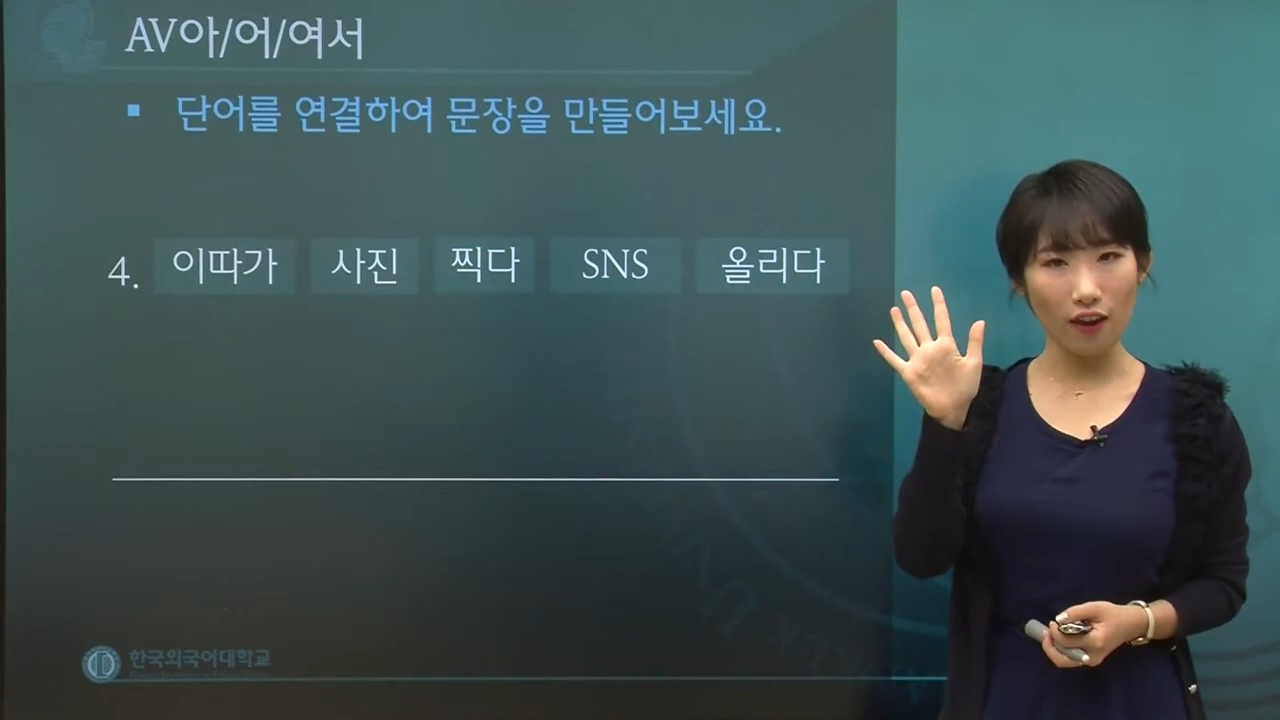 AV아/어/여서
▪ 단어를 연결하여 문장을 만들어보세요.
4. 이따가 사진 찍다 SNS 올리다
한국외국어대학교